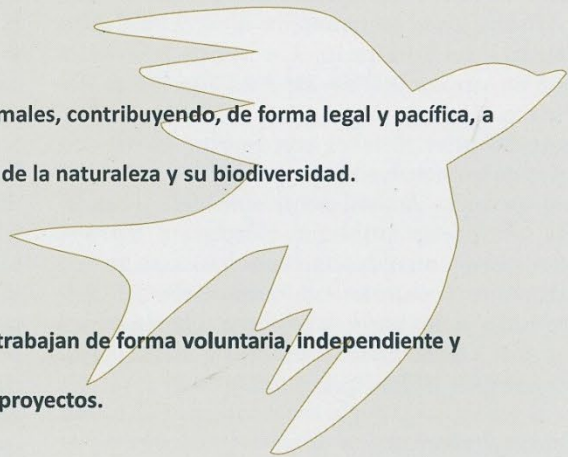 males, contribuyendo, de forma legal y pacífica, a
de la naturaleza y su biodiversidad.
trabajan de forma voluntaria, independiente y
proyectos.